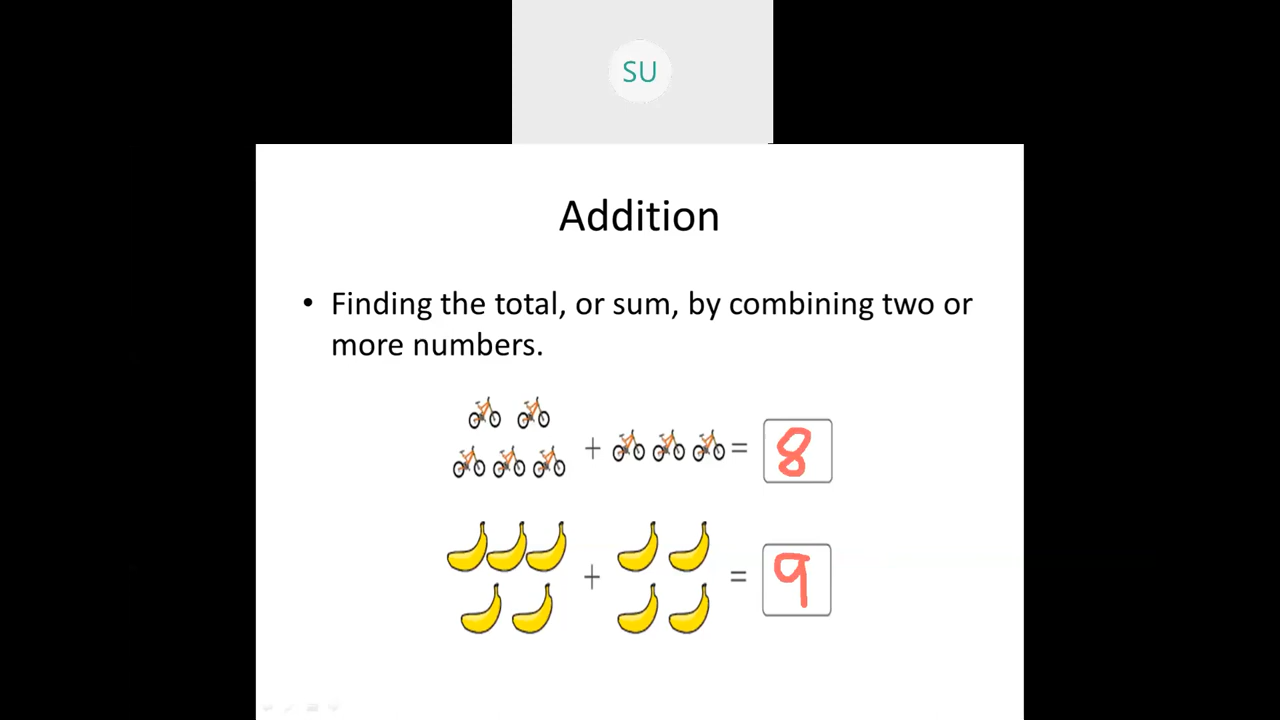 SU
Addition
• Finding the total, or sum, by combining two or
more numbers.
+ = 8
+ = 9